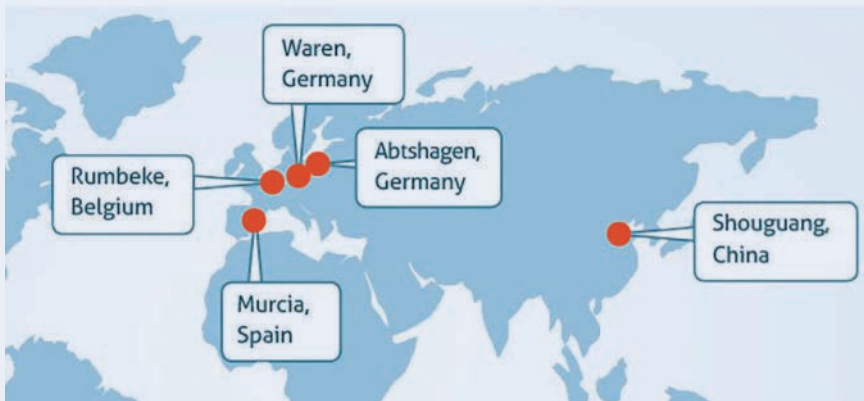 Waren,
Germany
Abtshagen,
Germany
Rumbeke,
Belgium
Shouguang,
China
Murcia,
Spain